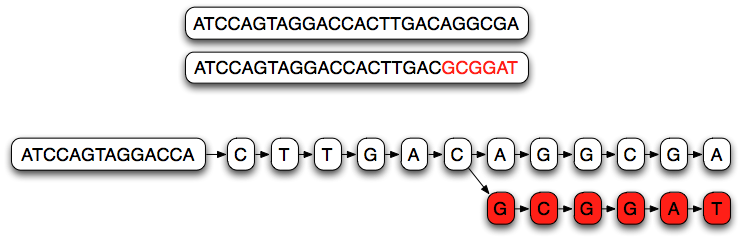 ATCCAGTAGGACCACTTGACAGGCGA
ATCCAGTAGGACCACTTGACGCGGAT
ATCCAGTAGGACCA C T T G A C A G G C G A
G C G G A T